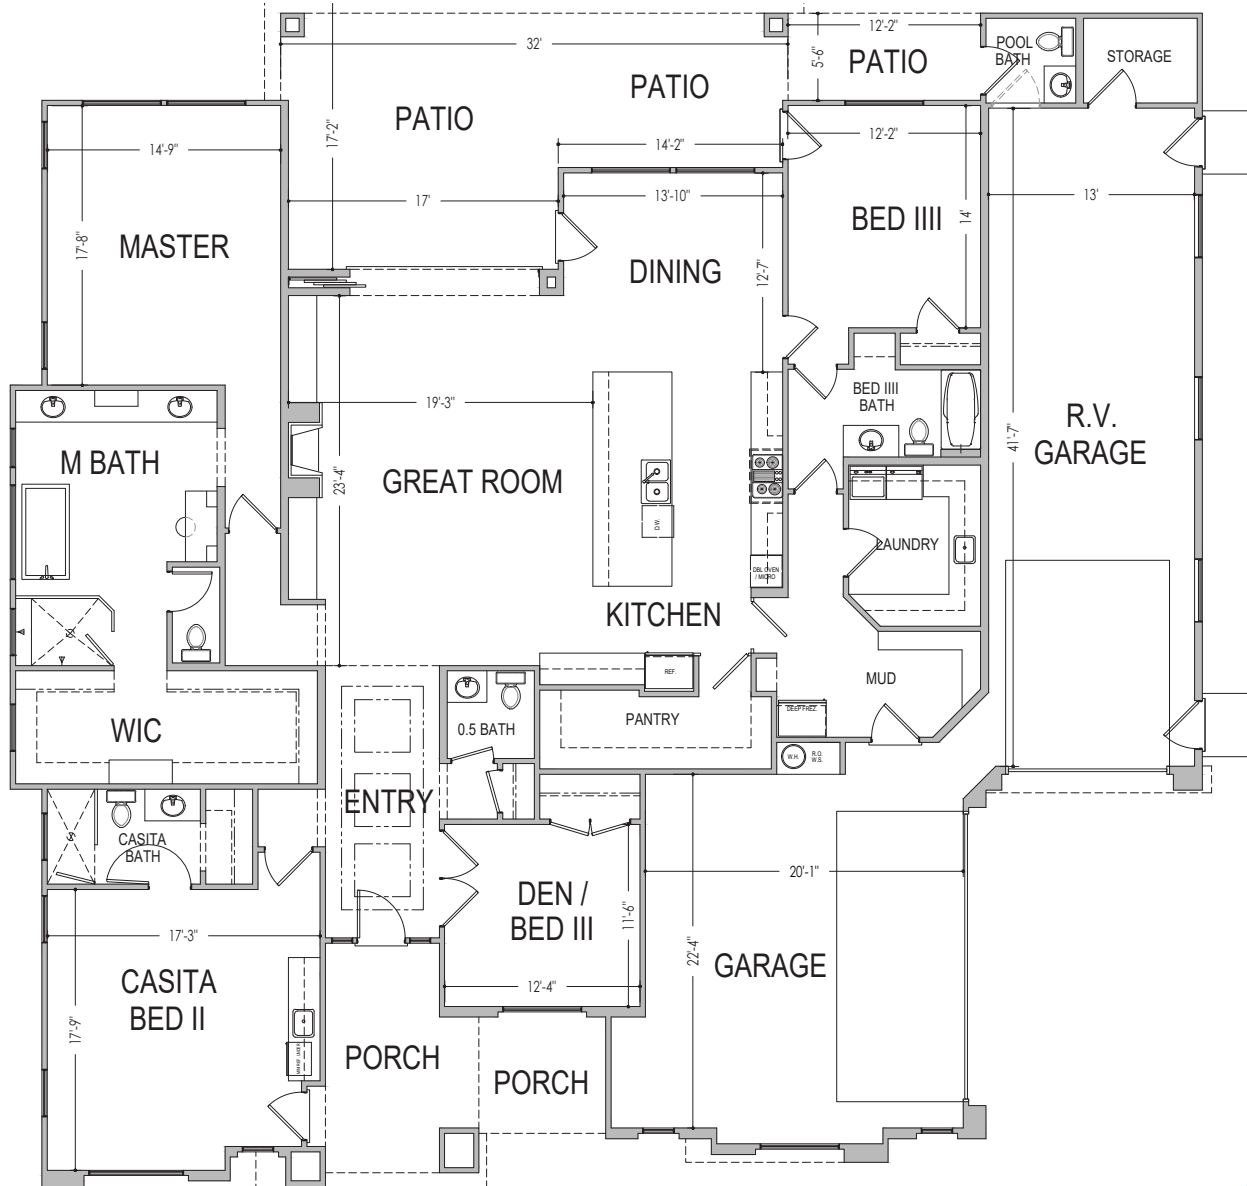 12'-2"
32'
PATIO
5'-6"
POOL
BATH
STORAGE
PATIO
PATIO
17'-2"
14'-2"
12'-2"
14'-9"
17'
13'-10"
13'
MASTER
17'-8"
BED IIII
14'
DINING
12'-7"
19'-3"
BED IIII
BATH
R.V.
GARAGE
41'-7"
M BATH
GREAT ROOM
23'-4"
D.W.
LAUNDRY
DBL OVEN
/ MICRO
KITCHEN
REF.
MUD
WIC
0.5 BATH
PANTRY
DEEP FREZ.
W.H.
R.O.
W.S.
ENTRY
CASITA
BATH
20'-1"
DEN /
BED III
11'-6"
17'-3"
22'-4"
GARAGE
CASITA
BED II
12'-4"
17'-9"
MINI REF. UNDER
PORCH
PORCH